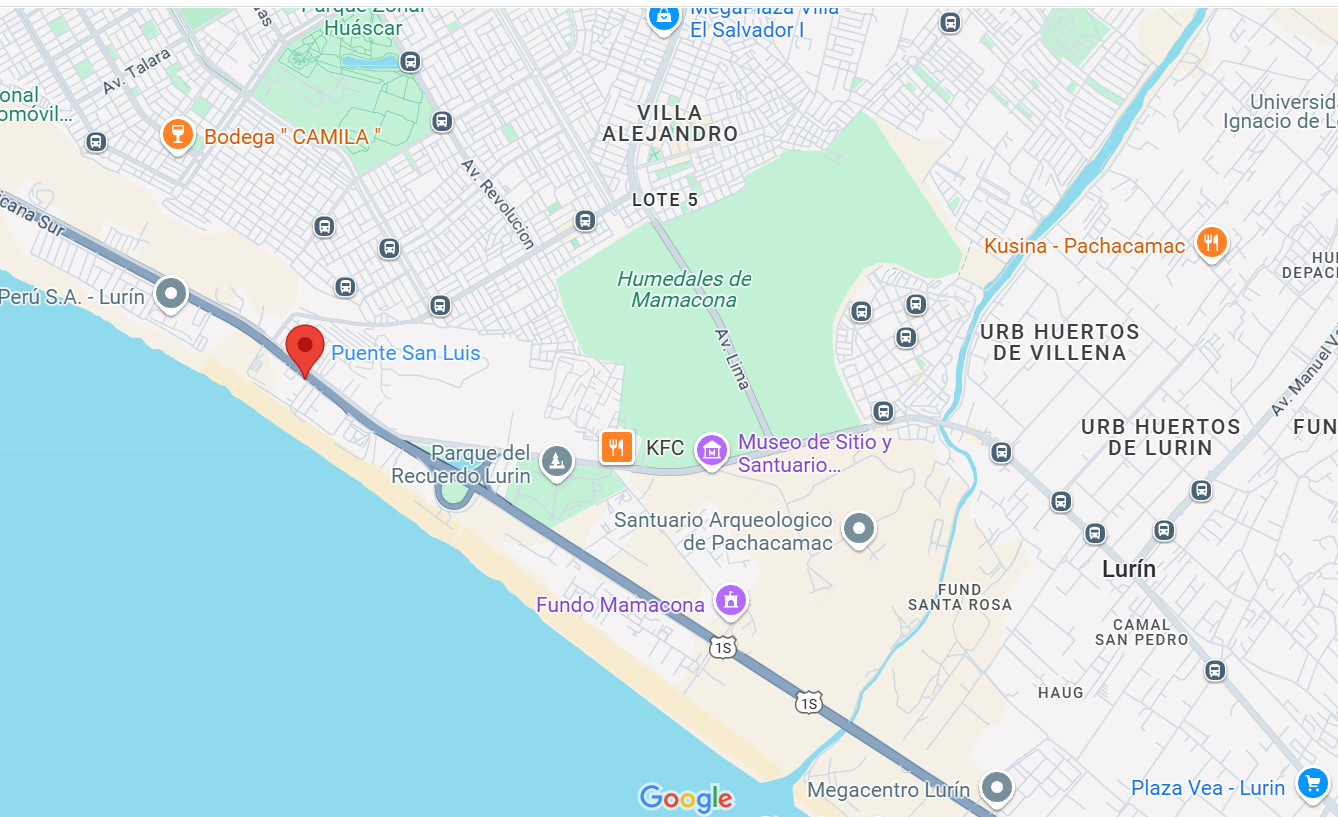 Parque Zonal
Huáscar
MegaPlaza Villa
El Salvador I
Av. Talara
onal
omóvil...
Bodega " CAMILA "
VILLA
ALEJANDRO
Universid
Ignacio de Lo
Av. Revolucion
LOTE 5
icana Sur
Kusina - Pachacamac
Humedales de
Mamacona
HUE
DEPACH
Perú S.A. - Lurín
URB HUERTOS
DE VILLENA
Puente San Luis
Av. Lima
Av. Manuel Va
URB HUERTOS
DE LURIN
FUN
KFC
Museo de Sitio y
Santuario...
Parque del
Recuerdo Lurin
Santuario Arqueologico
de Pachacamac
Lurín
FUND
SANTA ROSA
Fundo Mamacona
CAMAL
SAN PEDRO
1S
HAUG
1S
Megacentro Lurín
Plaza Vea - Lurin
Google